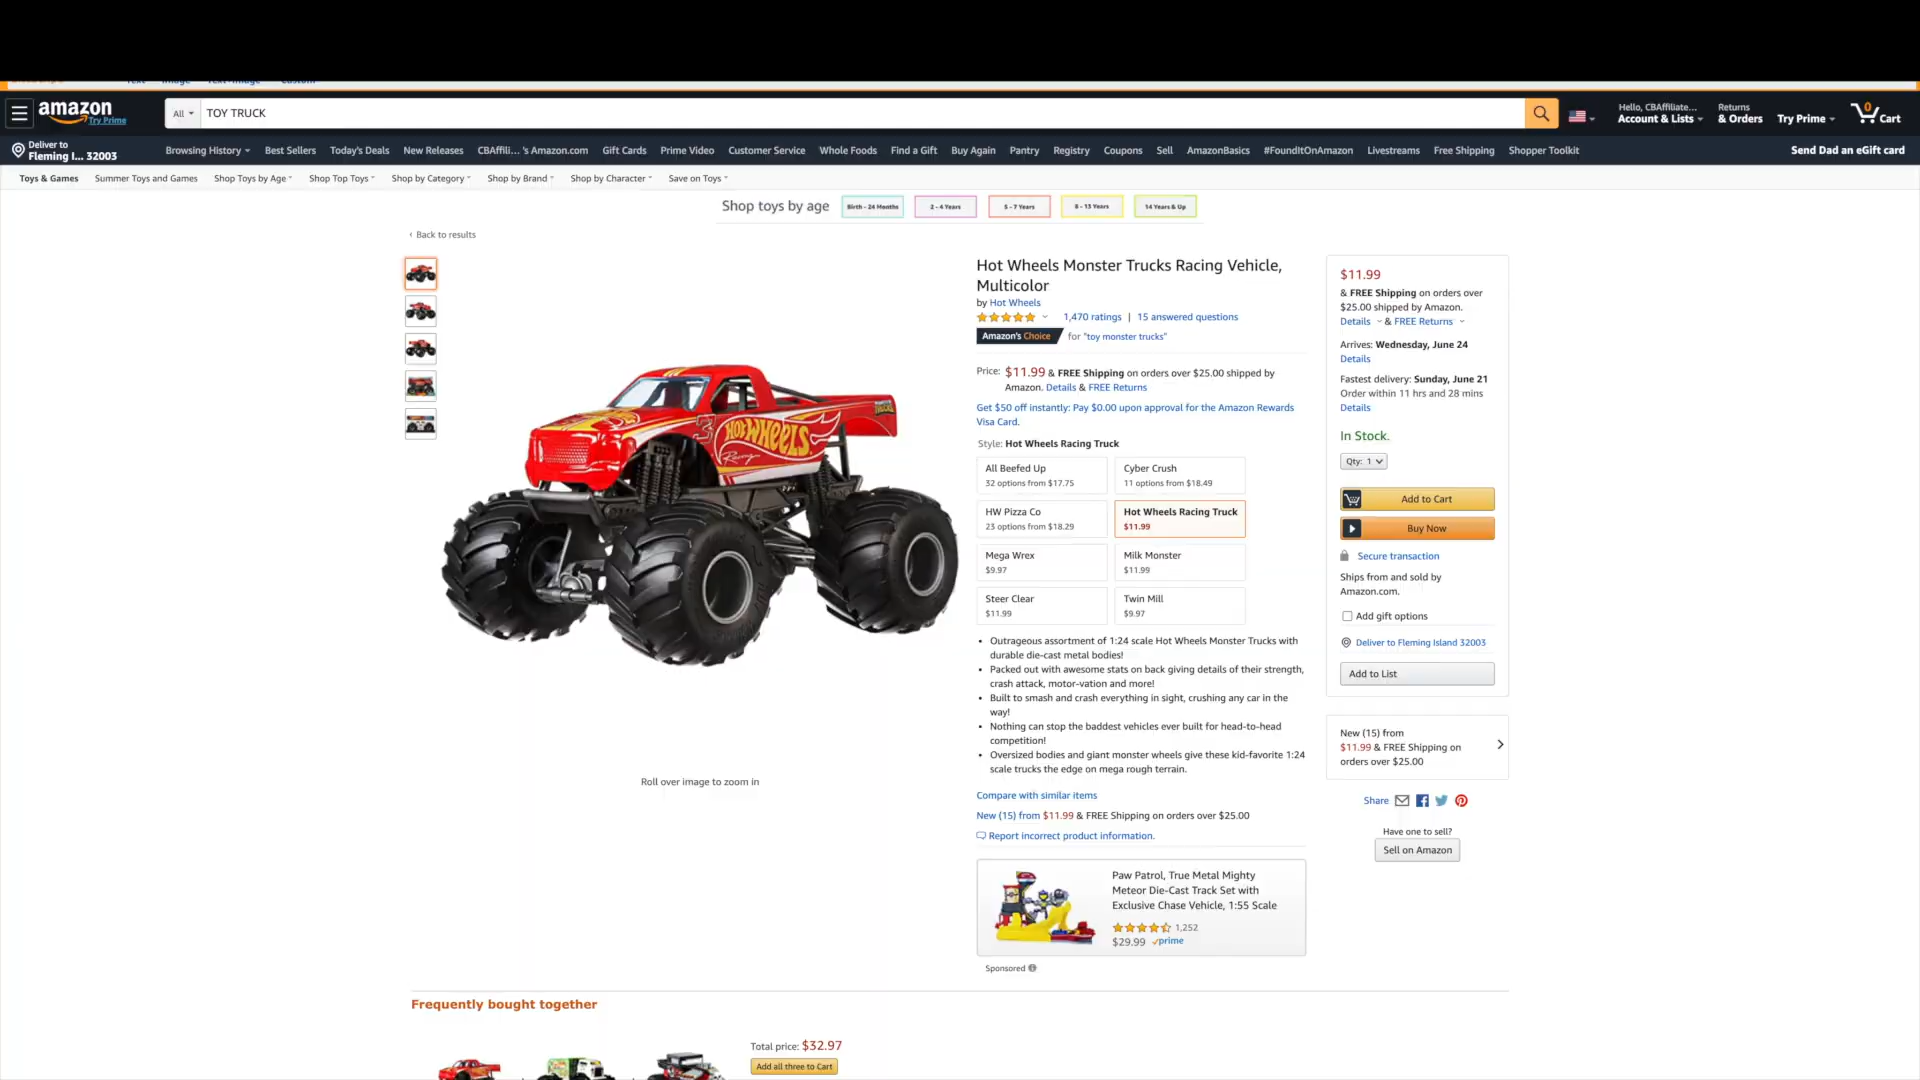 Text Image Text+Image Custom
amazon
Try Prime
All
TOY TRUCK
Hello, CBAffiliate...
Account & Lists
Returns
& Orders
Try Prime
0
Cart
Deliver to
Fleming I... 32003
Browsing History Best Sellers Today's Deals New Releases CBAffili... 's Amazon.com Gift Cards Prime Video Customer Service Whole Foods Find a Gift Buy Again Pantry Registry Coupons Sell AmazonBasics #FoundItOnAmazon Livestreams Free Shipping Shopper Toolkit
Send Dad an eGift card
Toys & Games Summer Toys and Games Shop Toys by Age Shop Top Toys Shop by Category Shop by Brand Shop by Character Save on Toys
Shop toys by age
Birth - 24 Months
2 - 4 Years
5 - 7 Years
8 - 13 Years
14 Years & Up
‹ Back to results
HOT WHEELS
Racing
3
Roll over image to zoom in
Hot Wheels Monster Trucks Racing Vehicle,
Multicolor
by Hot Wheels
1,470 ratings | 15 answered questions
Amazon's Choice for "toy monster trucks"
Price: $11.99 & FREE Shipping on orders over $25.00 shipped by
Amazon. Details & FREE Returns
Get $50 off instantly: Pay $0.00 upon approval for the Amazon Rewards
Visa Card.
Style: Hot Wheels Racing Truck
All Beefed Up
32 options from $17.75
Cyber Crush
11 options from $18.49
HW Pizza Co
23 options from $18.29
Hot Wheels Racing Truck
$11.99
Mega Wrex
$9.97
Milk Monster
$11.99
Steer Clear
$11.99
Twin Mill
$9.97
• Outrageous assortment of 1:24 scale Hot Wheels Monster Trucks with
durable die-cast metal bodies!
• Packed out with awesome stats on back giving details of their strength,
crash attack, motor-vation and more!
• Built to smash and crash everything in sight, crushing any car in the
way!
• Nothing can stop the baddest vehicles ever built for head-to-head
competition!
• Oversized bodies and giant monster wheels give these kid-favorite 1:24
scale trucks the edge on mega rough terrain.
Compare with similar items
New (15) from $11.99 & FREE Shipping on orders over $25.00
Report incorrect product information.
Paw Patrol, True Metal Mighty
Meteor Die-Cast Track Set with
Exclusive Chase Vehicle, 1:55 Scale
1,252
$29.99 prime
Sponsored
$11.99
& FREE Shipping on orders over
$25.00 shipped by Amazon.
Details & FREE Returns
Arrives: Wednesday, June 24
Details
Fastest delivery: Sunday, June 21
Order within 11 hrs and 28 mins
Details
In Stock.
Qty: 1
Add to Cart
Buy Now
Secure transaction
Ships from and sold by
Amazon.com.
Add gift options
Deliver to Fleming Island 32003
Add to List
New (15) from
$11.99 & FREE Shipping on
orders over $25.00
Share
Have one to sell?
Sell on Amazon
Frequently bought together
Total price: $32.97
Add all three to Cart